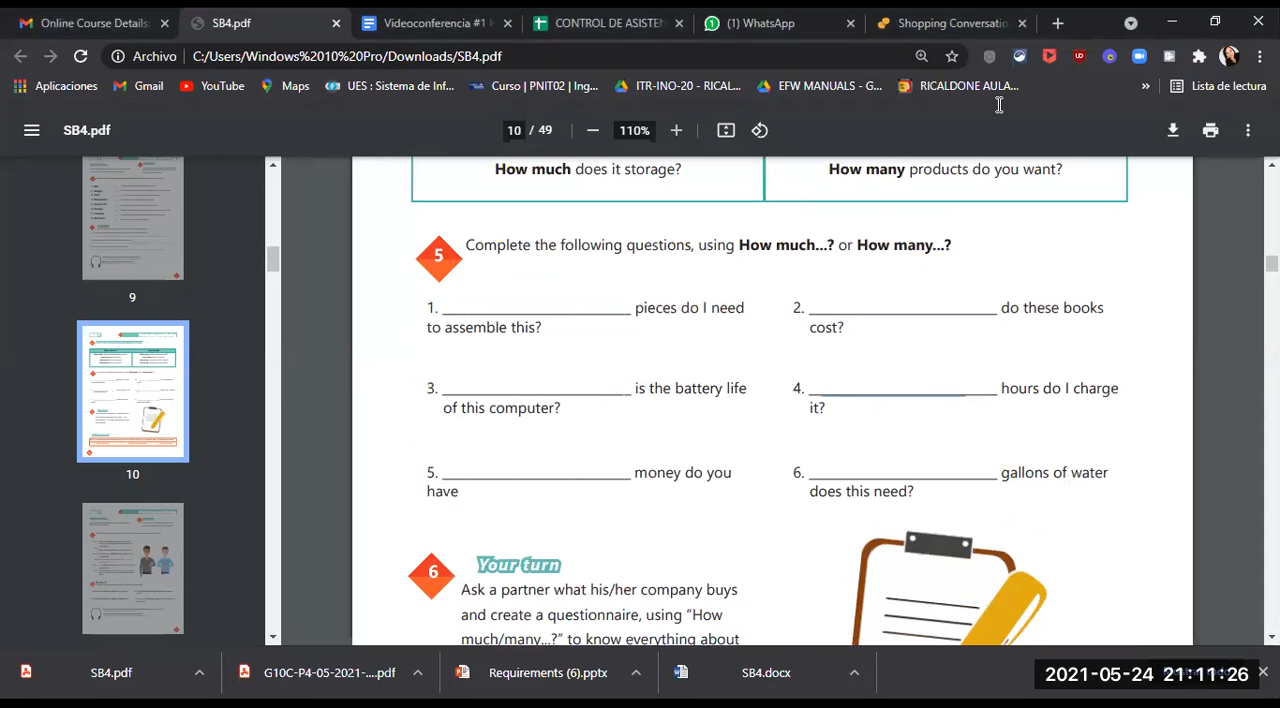 Online Course Details:
SB4.pdf
Videoconferencia #1 M
CONTROL DE ASISTEN
(1) WhatsApp
Shopping Conversatio
Archivo
C:/Users/Windows%2010%20Pro/Downloads/SB4.pdf
Aplicaciones
Gmail
YouTube
Maps
UES : Sistema de Inf...
Curso | PNIT02 | Ing...
ITR-INO-20 - RICAL...
EFW MANUALS - G...
RICALDONE AULA...
»
Lista de lectura
SB4.pdf
10 / 49
110%
9
10
How much does it storage?
How many products do you want?
5
Complete the following questions, using How much...? or How many...?
1. ________________________ pieces do I need
to assemble this?
2. ________________________ do these books
cost?
3. ________________________ is the battery life
of this computer?
4. ________________________ hours do I charge
it?
5. ________________________ money do you
have
6. ________________________ gallons of water
does this need?
6
Your turn
Ask a partner what his/her company buys
and create a questionnaire, using "How
much/many...?" to know everything about
SB4.pdf
G10C-P4-05-2021-....pdf
Requirements (6).pptx
SB4.docx
2021-05-24 21:11:26